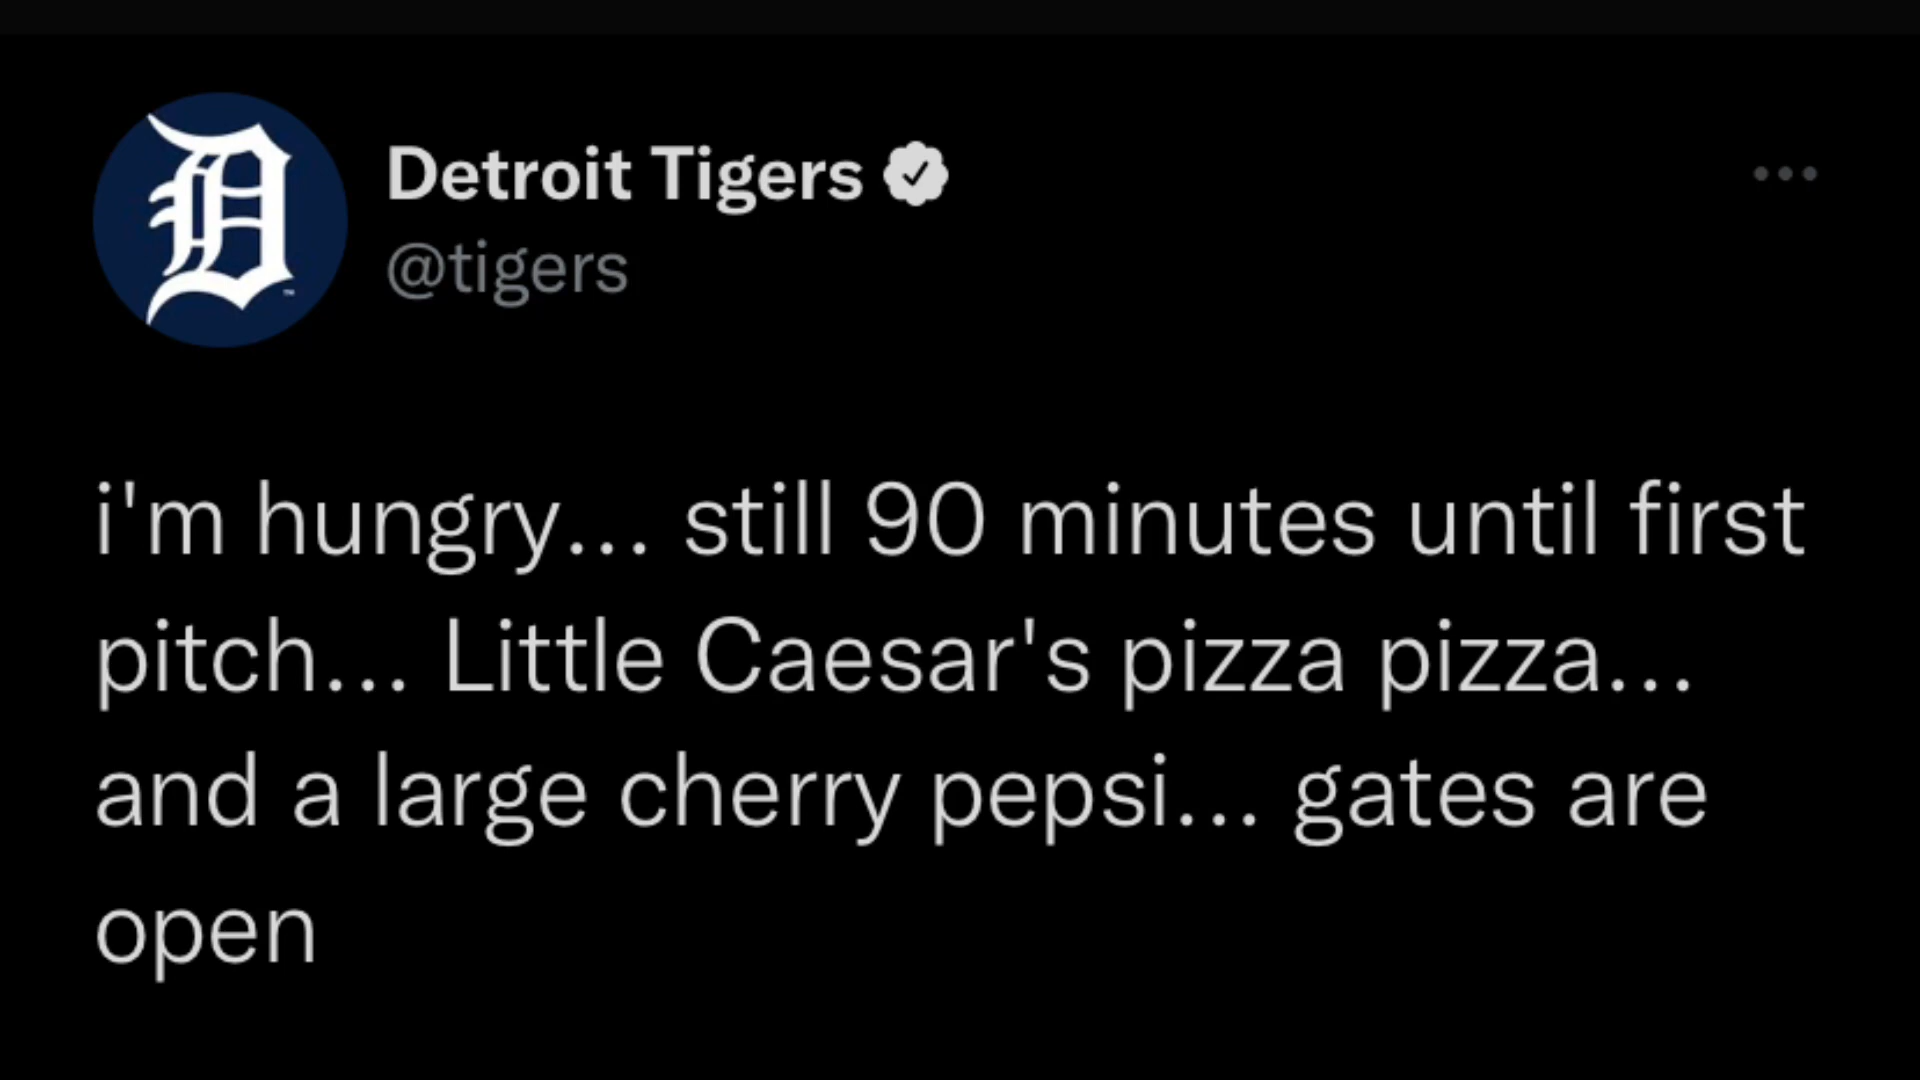 Detroit Tigers
@tigers
i'm hungry... still 90 minutes until first
pitch... Little Caesar's pizza pizza...
and a large cherry pepsi... gates are
open